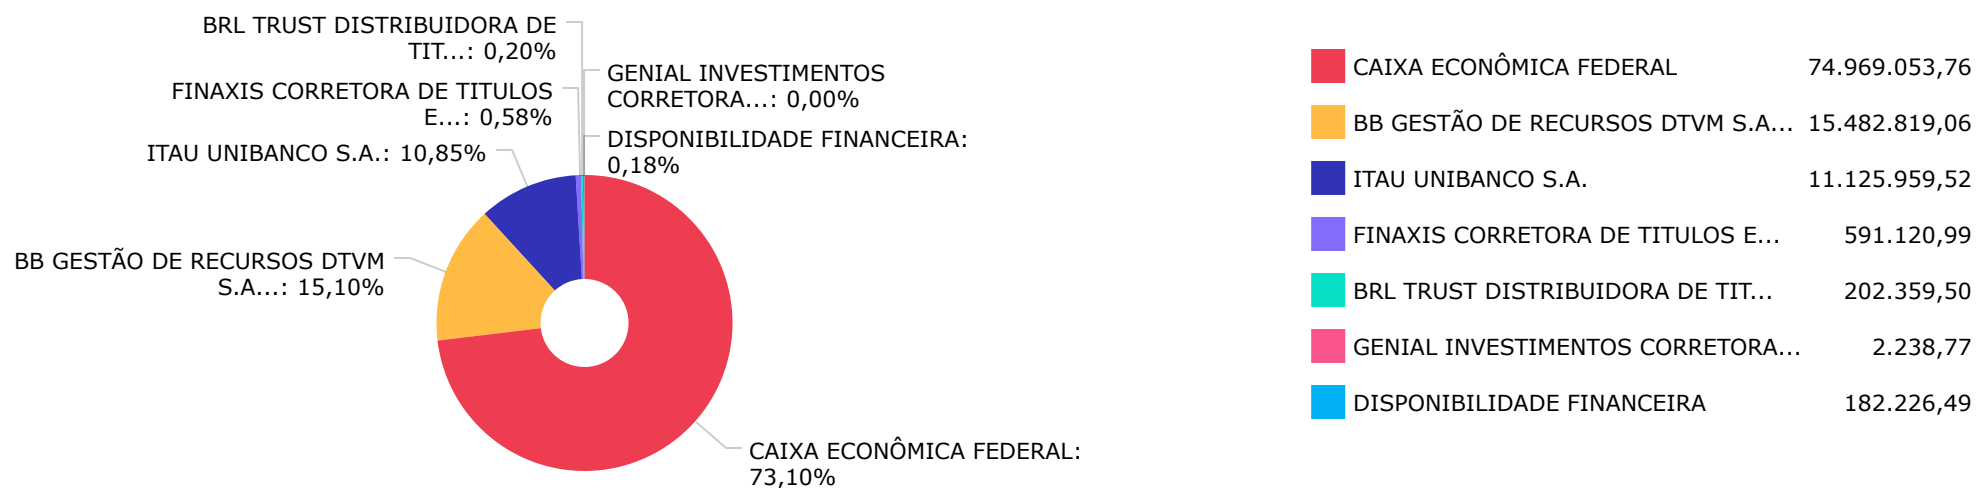 BRL TRUST DISTRIBUIDORA DE
TIT...: 0,20%
FINAXIS CORRETORA DE TITULOS
E...: 0,58%
ITAU UNIBANCO S.A.: 10,85%
BB GESTÃO DE RECURSOS DTVM
S.A...: 15,10%
GENIAL INVESTIMENTOS
CORRETORA...: 0,00%
DISPONIBILIDADE FINANCEIRA:
0,18%
CAIXA ECONÔMICA FEDERAL:
73,10%
CAIXA ECONÔMICA FEDERAL 74.969.053,76
BB GESTÃO DE RECURSOS DTVM S.A... 15.482.819,06
ITAU UNIBANCO S.A. 11.125.959,52
FINAXIS CORRETORA DE TITULOS E... 591.120,99
BRL TRUST DISTRIBUIDORA DE TIT... 202.359,50
GENIAL INVESTIMENTOS CORRETORA... 2.238,77
DISPONIBILIDADE FINANCEIRA 182.226,49